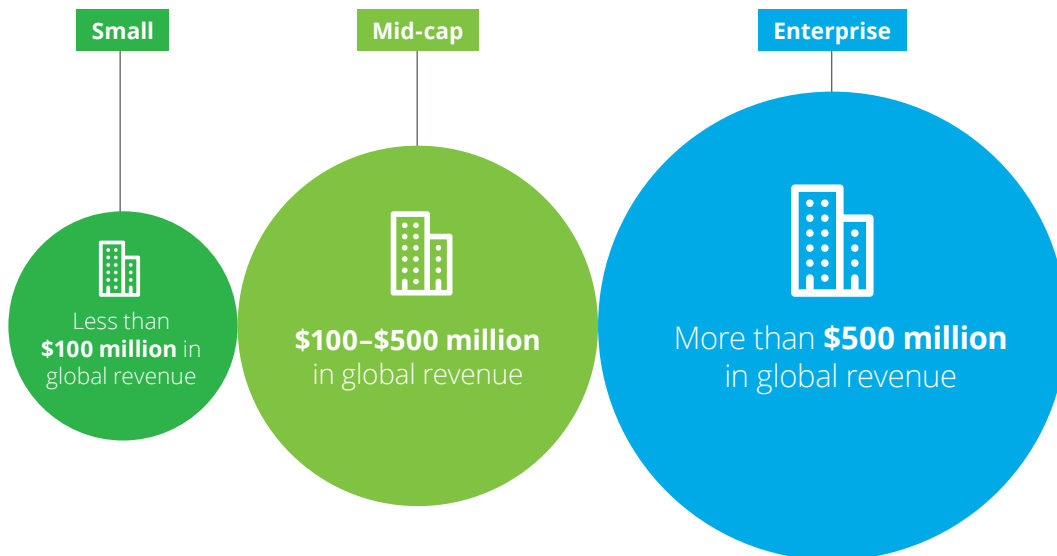 Small
Less than
$100 million in
global revenue
Mid-cap
$100–$500 million
in global revenue
Enterprise
More than $500 million
in global revenue